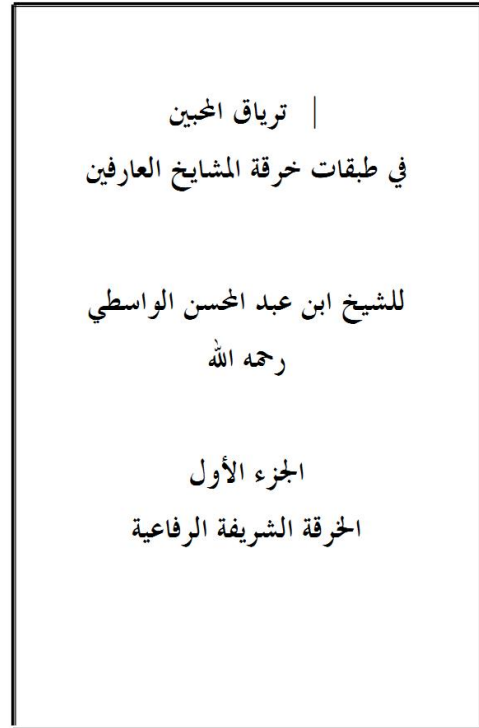 ترياق المحبين
في طبقات خرقة المشايخ العارفين
للشيخ ابن عبد المحسن الواسطي
رحمه الله
الجزء الأول
الخرقة الشريفة الرفاعية